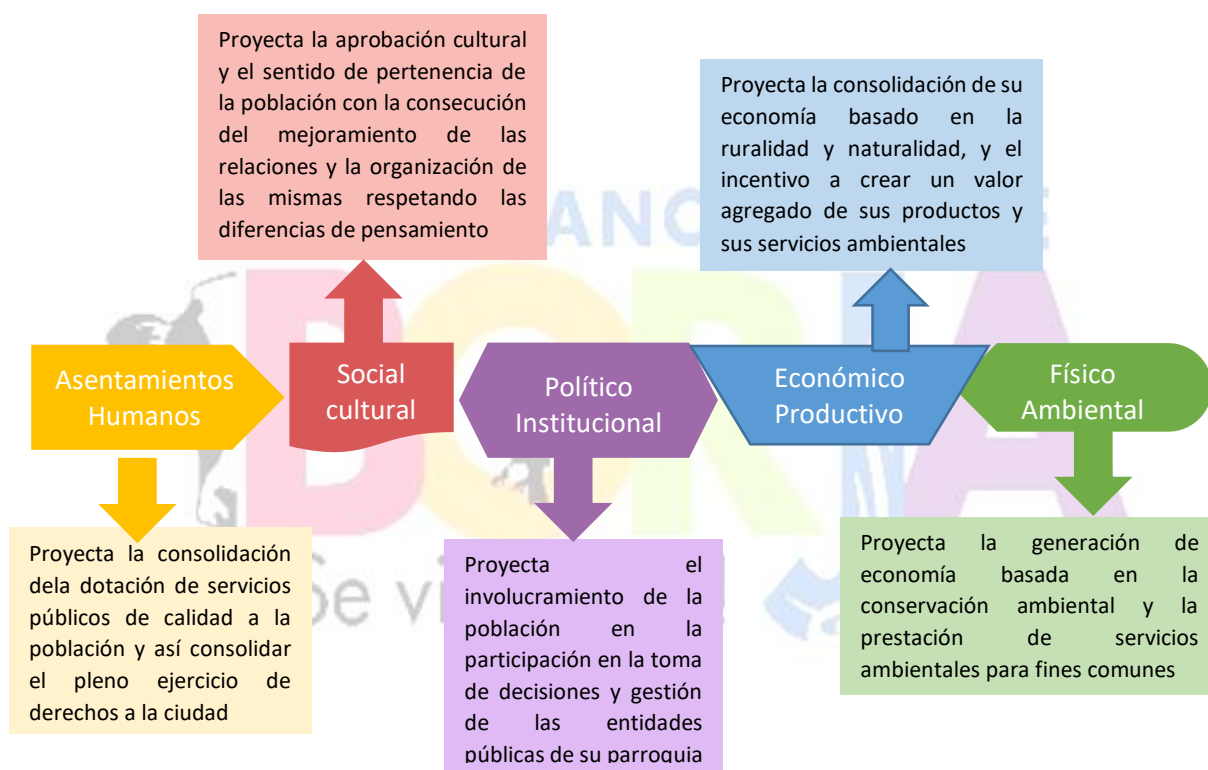 Proyecta la aprobación cultural
y el sentido de pertenencia de
la población con la consecución
del mejoramiento de las
relaciones y la organización de
las mismas respetando las
diferencias de pensamiento
Proyecta la consolidación de su
economía basado en la
ruralidad y naturalidad, y el
incentivo a crear un valor
agregado de sus productos y
sus servicios ambientales
Asentamientos
Humanos
Social
cultural
Político
Institucional
Económico
Productivo
Físico
Ambiental
Proyecta la consolidación
dela dotación de servicios
públicos de calidad a la
población y así consolidar
el pleno ejercicio de
derechos a la ciudad
Proyecta el
involucramiento de la
población en la
participación en la toma
de decisiones y gestión
de las entidades
públicas de su parroquia
Proyecta la generación de
economía basada en la
conservación ambiental y la
prestación de servicios
ambientales para fines comunes
BORJA